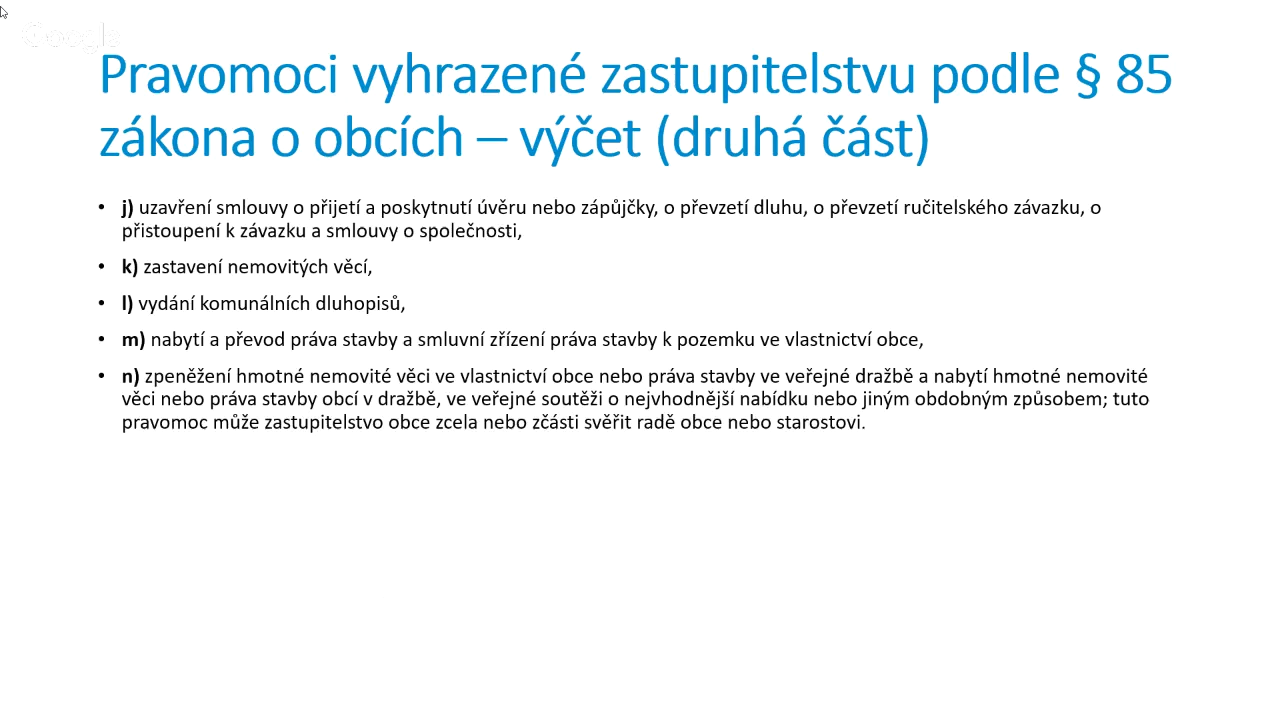 Google
Pravomoci vyhrazené zastupitelstvu podle § 85
zákona o obcích – výčet (druhá část)
• j) uzavření smlouvy o přijetí a poskytnutí úvěru nebo zápůjčky, o převzetí dluhu, o převzetí ručitelského závazku, o
přistoupení k závazku a smlouvy o společnosti,
• k) zastavení nemovitých věcí,
• l) vydání komunálních dluhopisů,
• m) nabytí a převod práva stavby a smluvní zřízení práva stavby k pozemku ve vlastnictví obce,
• n) zpeněžení hmotné nemovité věci ve vlastnictví obce nebo práva stavby ve veřejné dražbě a nabytí hmotné nemovité
věci nebo práva stavby obcí v dražbě, ve veřejné soutěži o nejvhodnější nabídku nebo jiným obdobným způsobem; tuto
pravomoc může zastupitelstvo obce zcela nebo zčásti svěřit radě obce nebo starostovi.